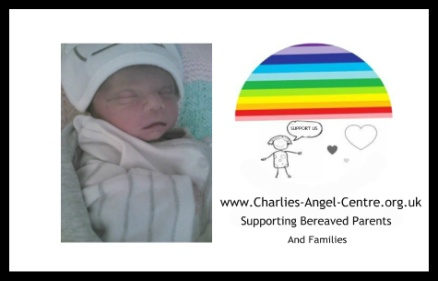 SUPPORT US
www.Charlies-Angel-Centre.org.uk
Supporting Bereaved Parents
And Families